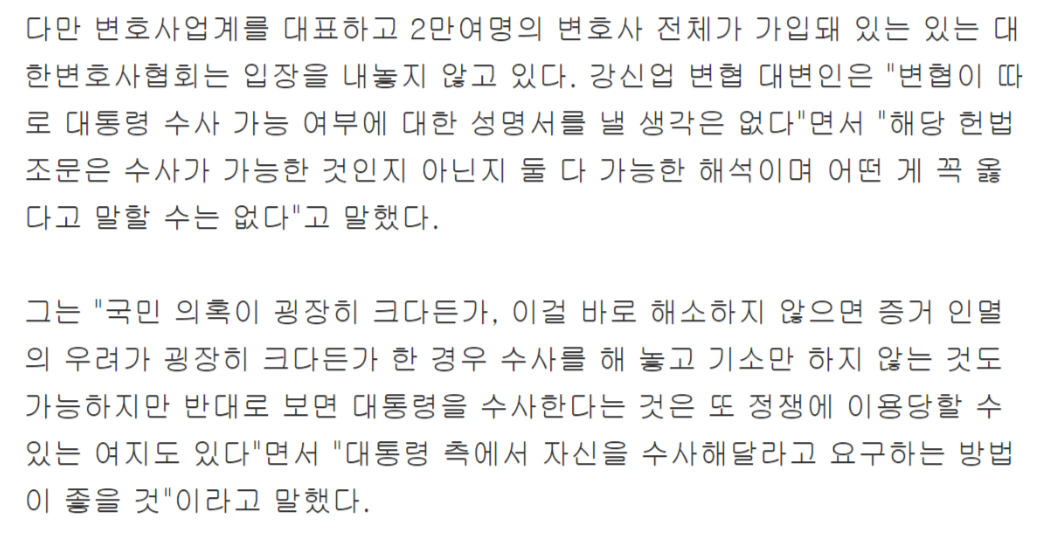 다만 변호사업계를 대표하고 2만여명의 변호사 전체가 가입돼 있는 있는 대
한변호사협회는 입장을 내놓지 않고 있다. 강신업 변협 대변인은 "변협이 따
로 대통령 수사 가능 여부에 대한 성명서를 낼 생각은 없다"면서 "해당 헌법
조문은 수사가 가능한 것인지 아닌지 둘 다 가능한 해석이며 어떤 게 꼭 옳
다고 말할 수는 없다"고 말했다.
그는 "국민 의혹이 굉장히 크다든가, 이걸 바로 해소하지 않으면 증거 인멸
의 우려가 굉장히 크다든가 한 경우 수사를 해 놓고 기소만 하지 않는 것도
가능하지만 반대로 보면 대통령을 수사한다는 것은 또 정쟁에 이용당할 수
있는 여지도 있다"면서 "대통령 측에서 자신을 수사해달라고 요구하는 방법
이 좋을 것"이라고 말했다.